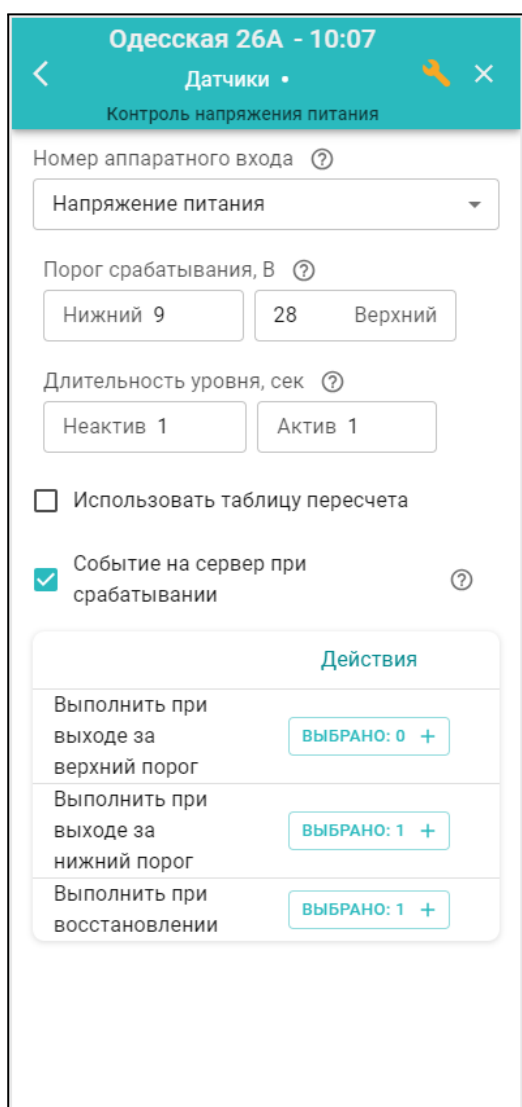 Одесская 26А - 10:07
Датчики •
Контроль напряжения питания
Номер аппаратного входа
Напряжение питания
Порог срабатывания, В
Нижний 9 28 Верхний
Длительность уровня, сек
Неактив 1 Актив 1
Использовать таблицу пересчета
Событие на сервер при
срабатывании
Действия
Выполнить при
выходе за
верхний порог
ВЫБРАНО: 0 +
Выполнить при
выходе за
нижний порог
ВЫБРАНО: 1 +
Выполнить при
восстановлении
ВЫБРАНО: 1 +